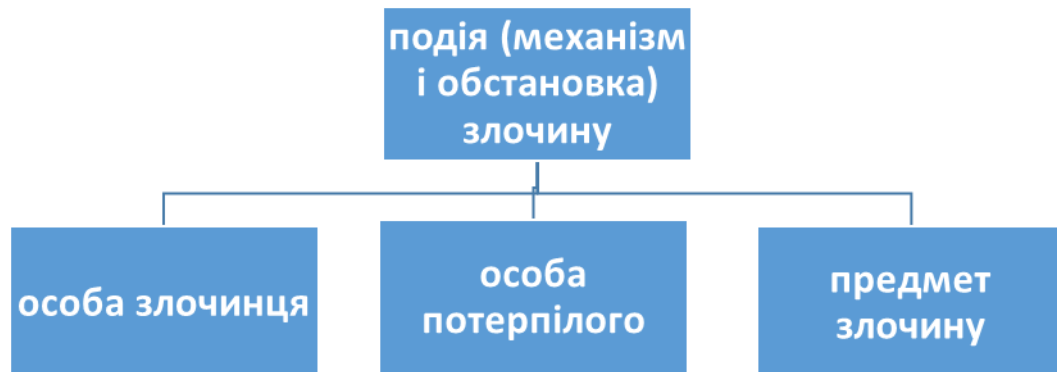 подія (механізм
і обстановка)
злочину
особа злочинця
особа
потерпілого
предмет
злочину